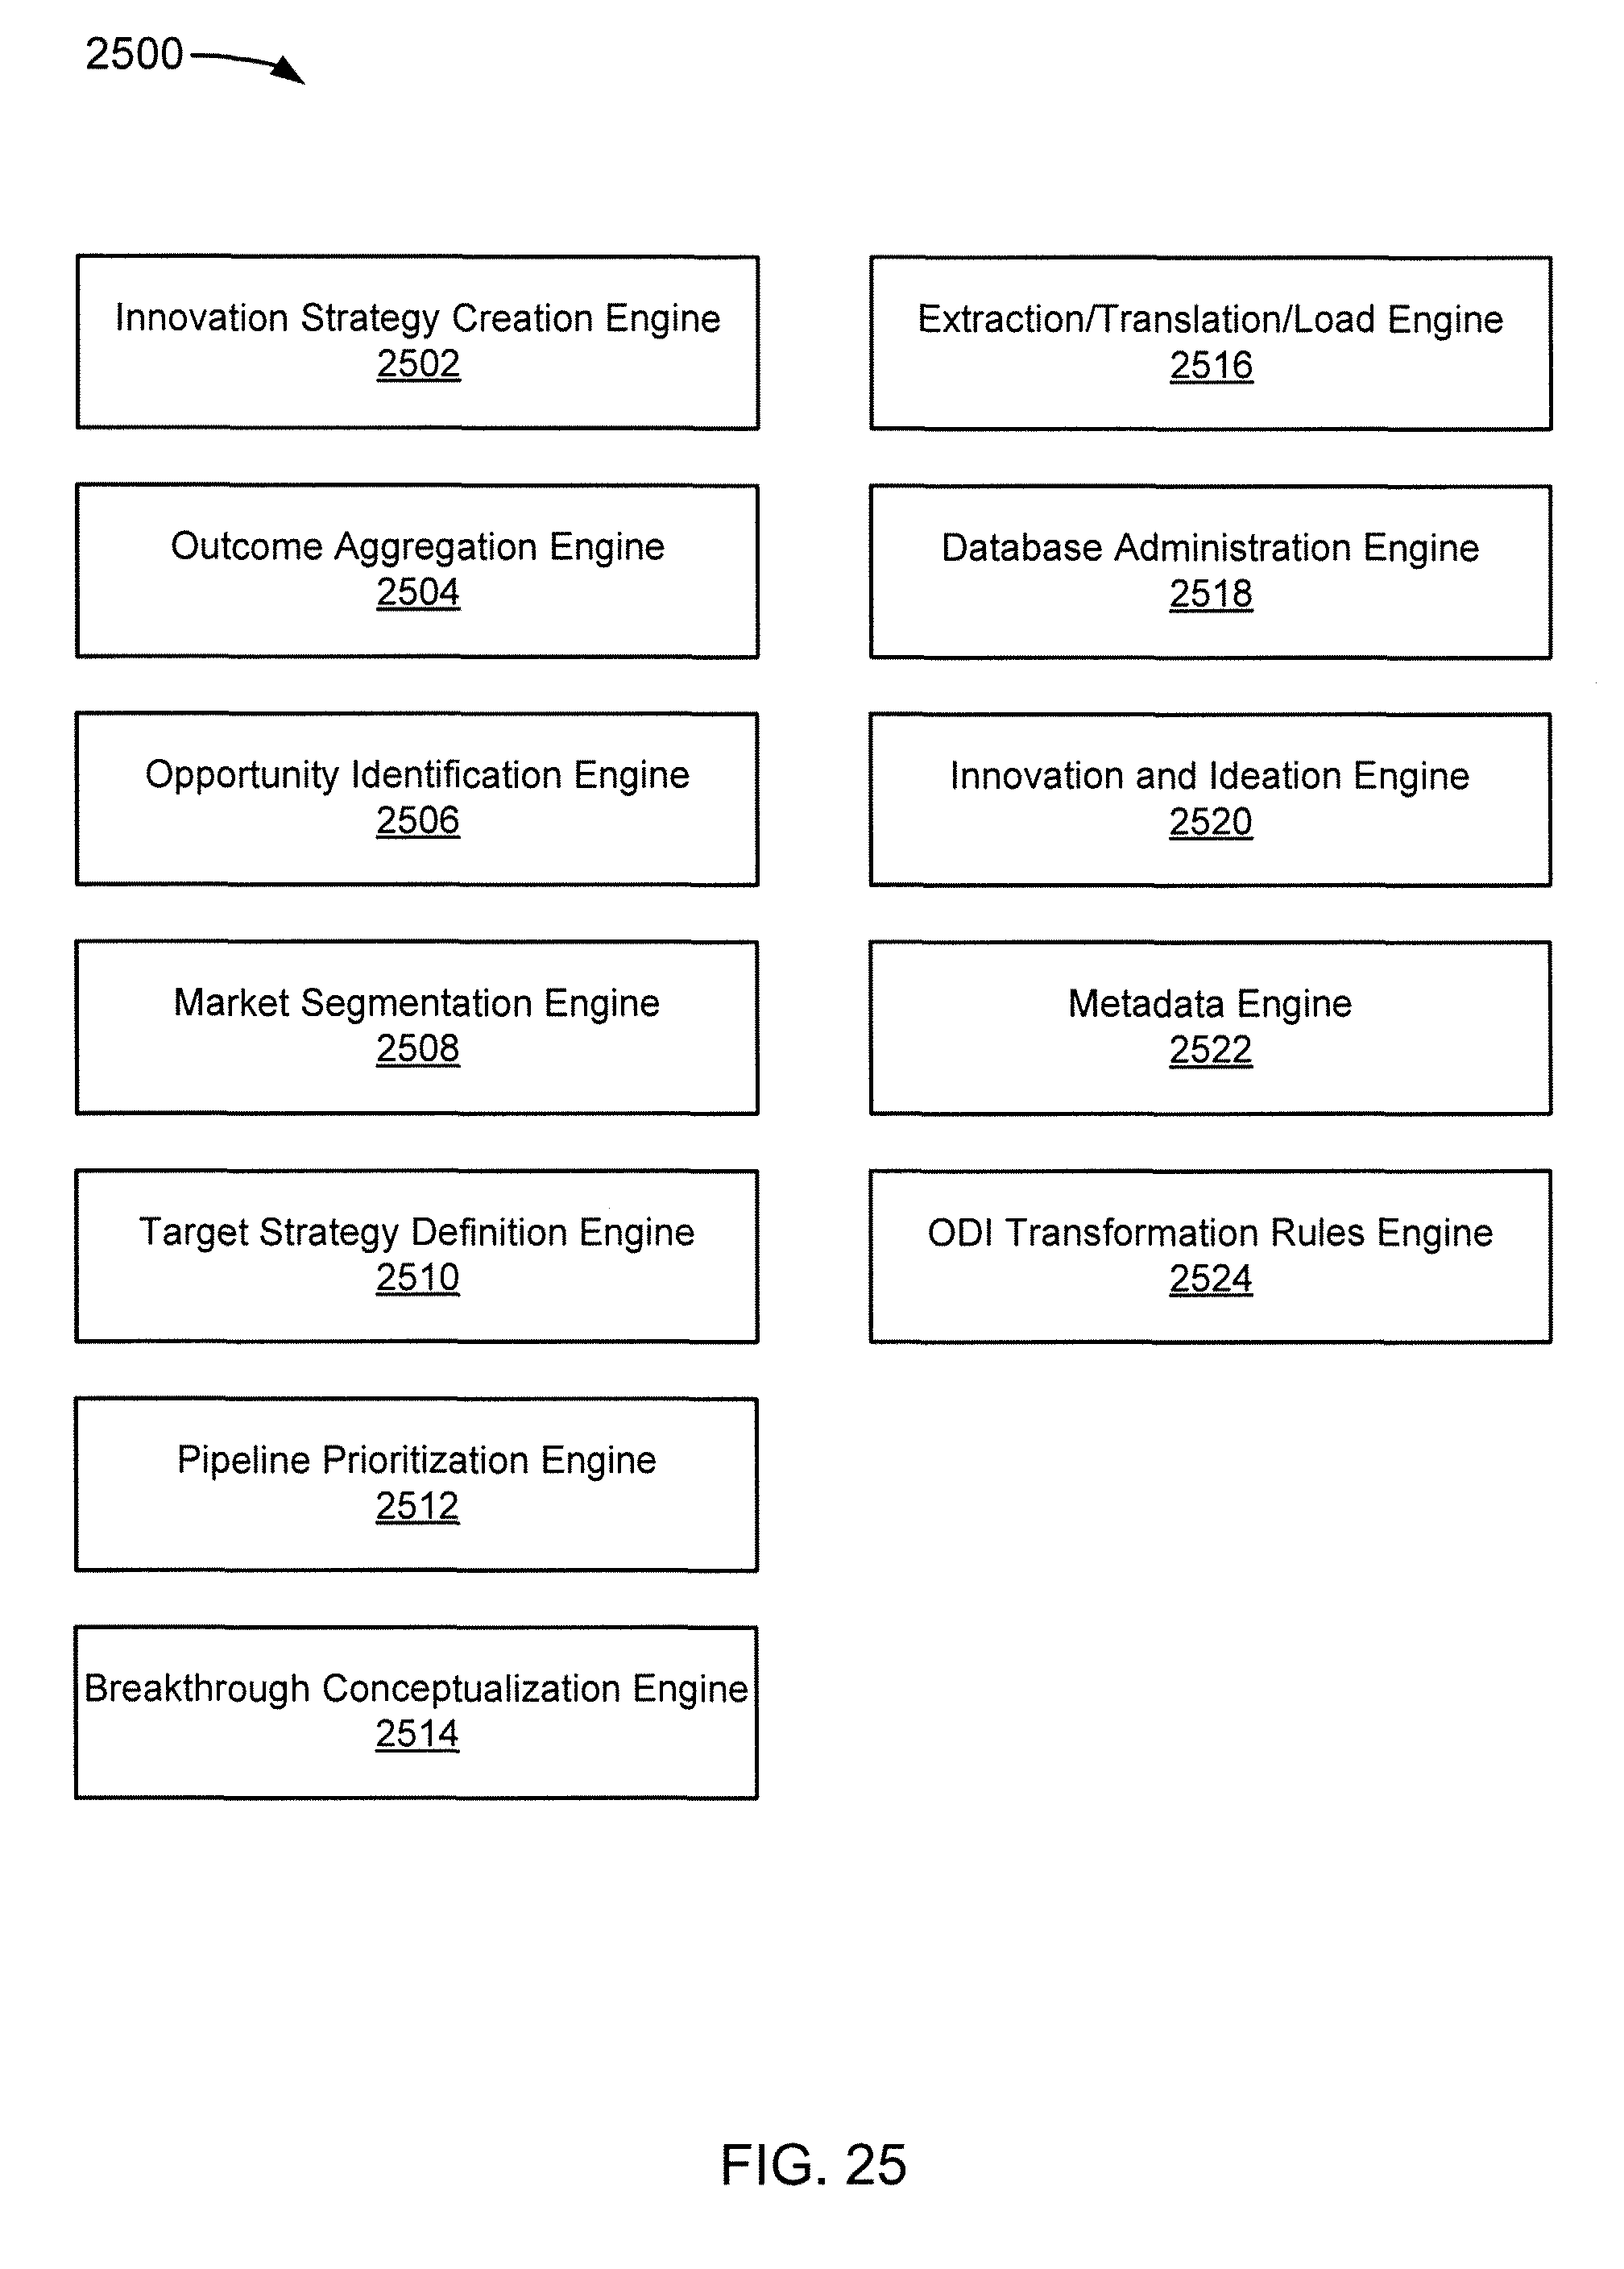 2500
Innovation Strategy Creation Engine
2502
Outcome Aggregation Engine
2504
Opportunity Identification Engine
2506
Market Segmentation Engine
2508
Target Strategy Definition Engine
2510
Pipeline Prioritization Engine
2512
Breakthrough Conceptualization Engine
2514
Extraction/Translation/Load Engine
2516
Database Administration Engine
2518
Innovation and Ideation Engine
2520
Metadata Engine
2522
ODI Transformation Rules Engine
2524
FIG. 25